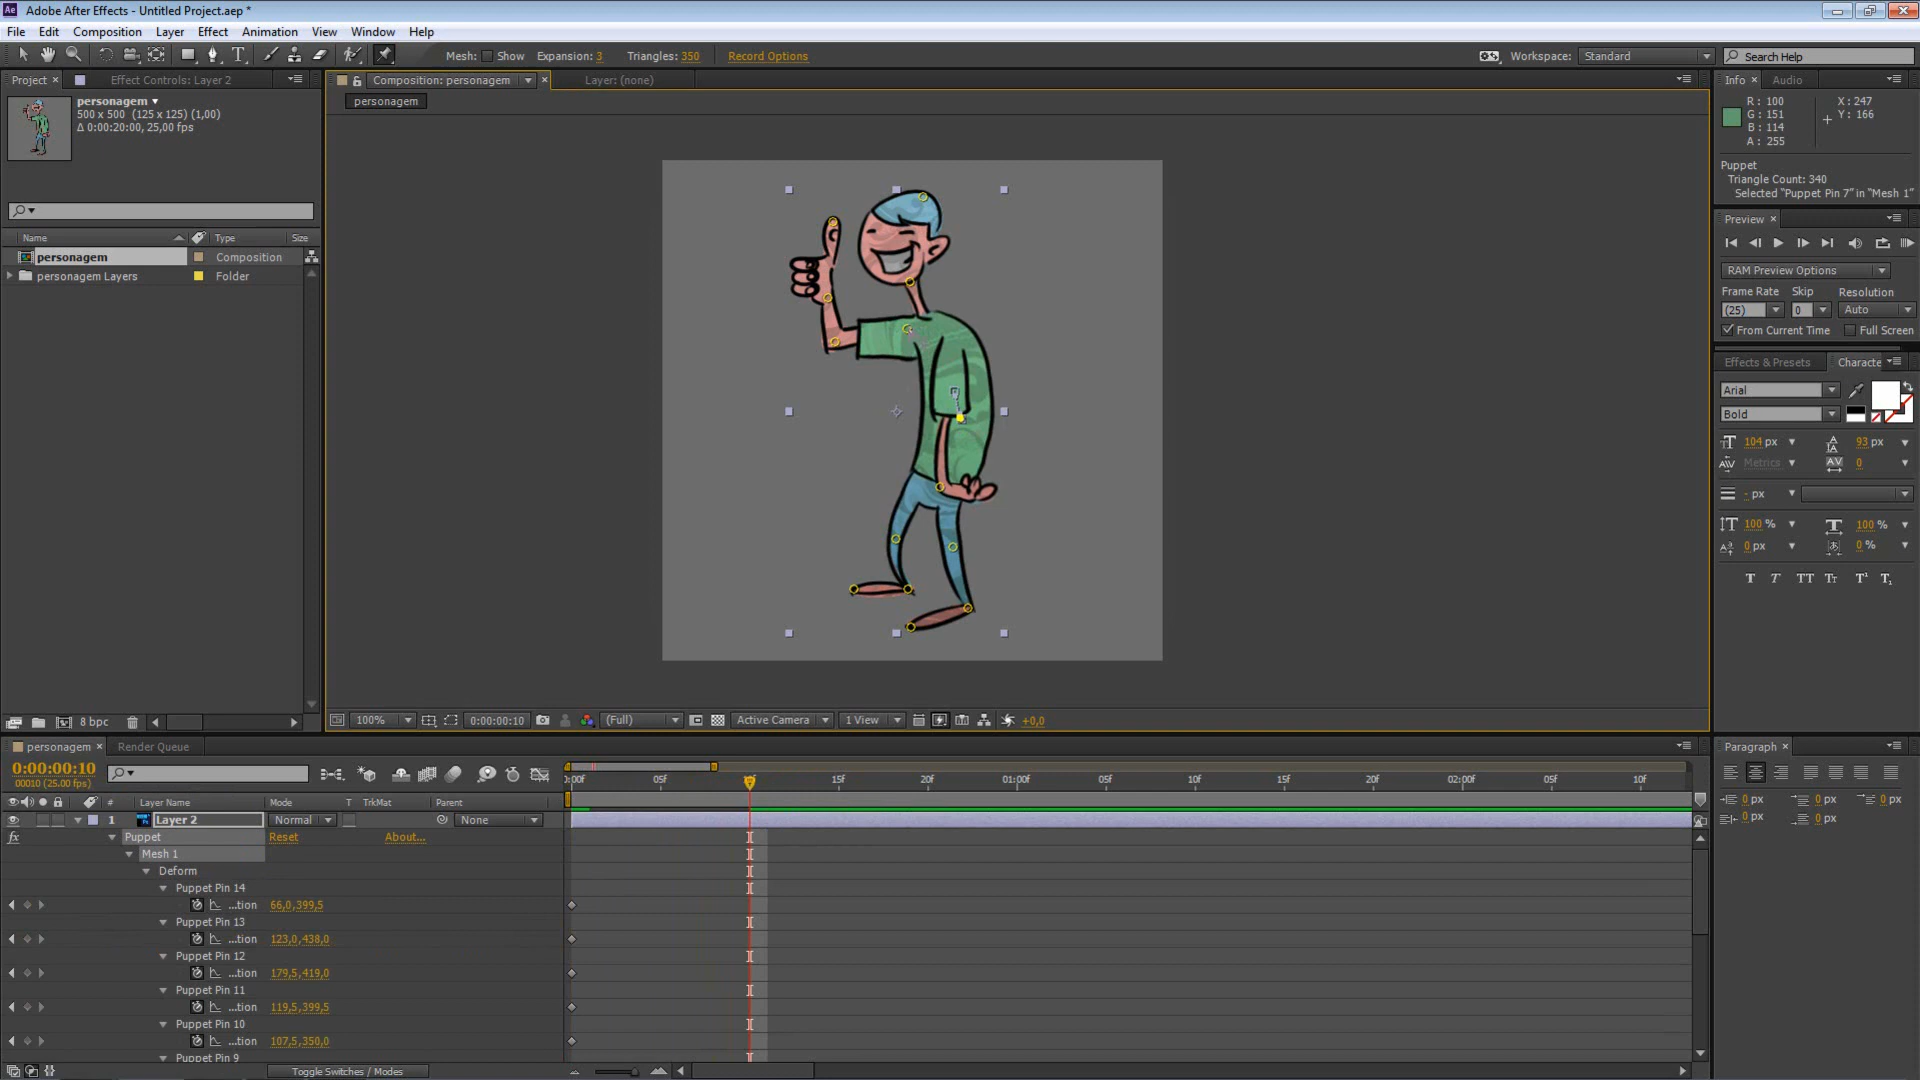 Adobe After Effects - Untitled Project.aep *
File Edit Composition Layer Effect Animation View Window Help
Mesh: Show Expansion: 3 Triangles: 350 Record Options
Workspace: Standard Search Help
Project × Effect Controls: Layer 2
Composition: personagem × Layer: (none)
Info × Audio
personagem
personagem ▾
500 x 500 (125 x 125) (1,00)
Δ 0:00:20:00, 25,00 fps
R: 100
G: 151
B: 114
A: 255
X: 247
Y: 166
Puppet
Triangle Count: 340
Selected "Puppet Pin 7" in "Mesh 1"
Preview ×
Name Type Size
personagem Composition
personagem Layers Folder
RAM Preview Options
Frame Rate Skip Resolution
(25) 0 Auto
From Current Time Full Screen
Effects & Presets Characte
Arial
Bold
104 px 93 px
Metrics 0
- px
100 % 100 %
0 px 0 %
T T TT Tt T¹ T₁
8 bpc
100% 0:00:00:10 (Full) Active Camera 1 View +0,0
personagem × Render Queue
Paragraph ×
0:00:00:10
00010 (25.00 fps)
0:00f 05f 15f 20f 01:00f 05f 10f 15f 20f 02:00f 05f 10f
0 px 0 px 0 px
0 px 0 px
# Layer Name Mode T TrkMat Parent
1 Layer 2 Normal None
fx Puppet Reset About...
Mesh 1
Deform
Puppet Pin 14
...tion 66,0,399,5
Puppet Pin 13
...tion 123,0,438,0
Puppet Pin 12
...tion 179,5,419,0
Puppet Pin 11
...tion 119,5,399,5
Puppet Pin 10
...tion 107,5,350,0
Puppet Pin 9
Toggle Switches / Modes